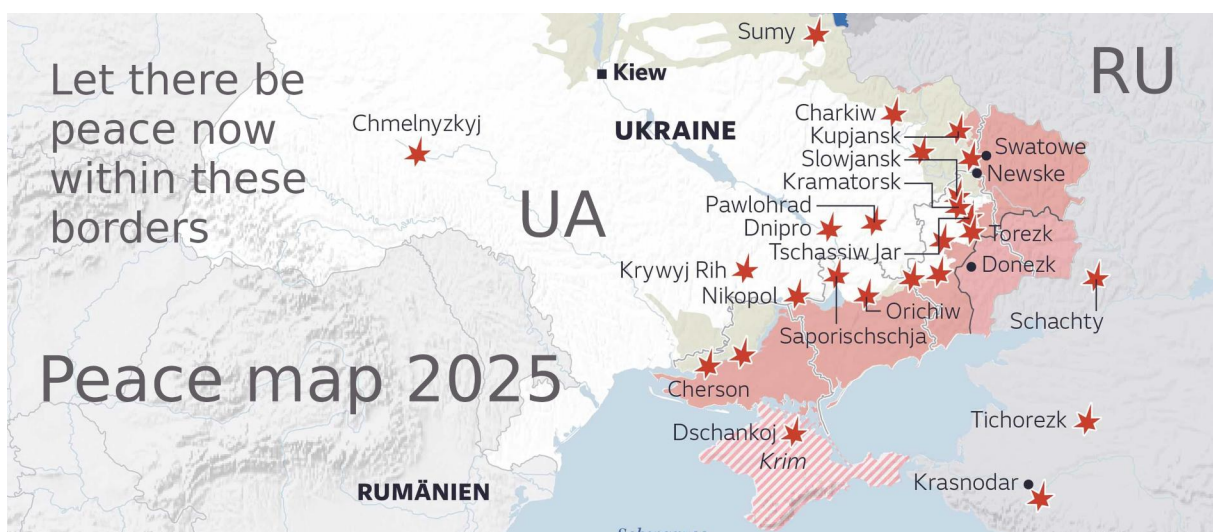 Let there be
peace now
within these
borders
Peace map 2025
UA
RU
Sumy
Kiew
UKRAINE
Chmelnyzkyj
Charkiw
Kupjansk
Slowjansk
Kramatorsk
Swatowe
Newske
Pawlohrad
Dnipro
Tschassiw Jar
Torezk
Donezk
Krywyj Rih
Nikopol
Orichiw
Saporischschja
Schachty
Cherson
Dschankoj
Krim
Tichorezk
Krasnodar
RUMÄNIEN